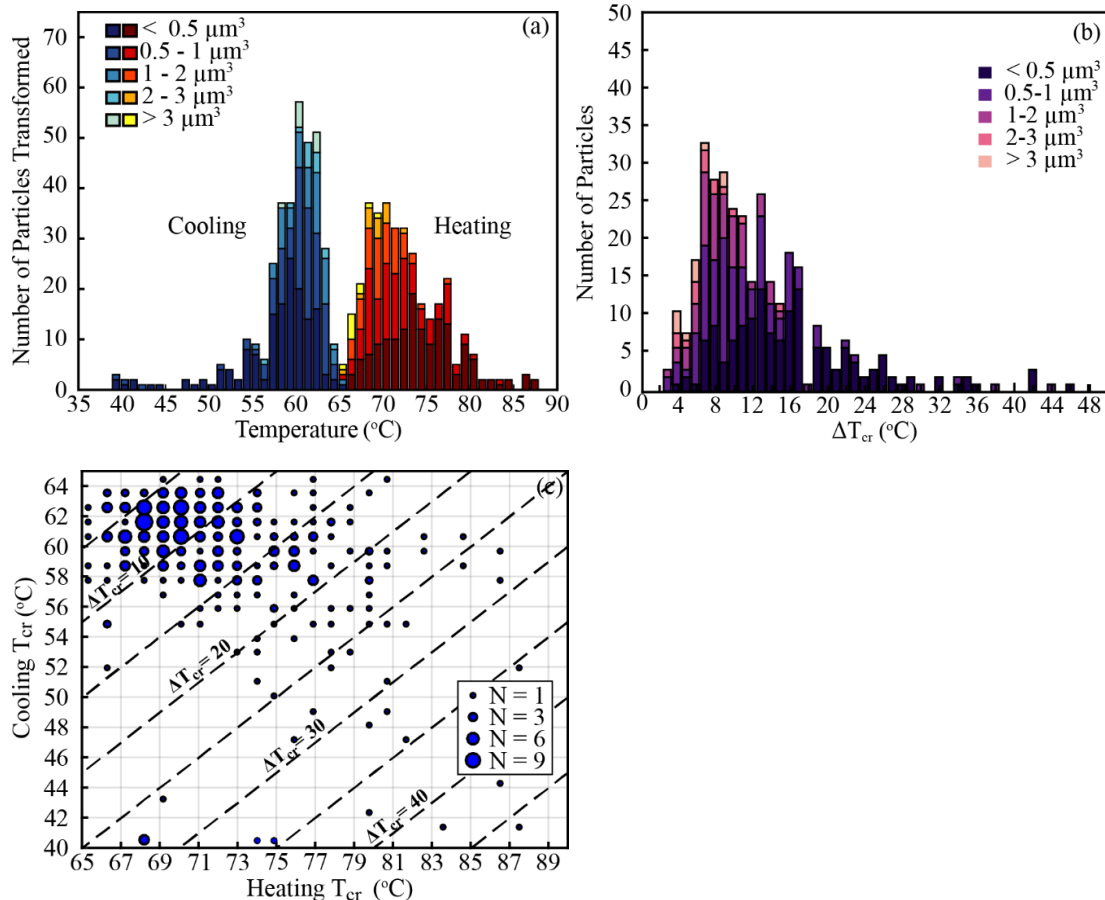 (a)
< 0.5 µm³
0.5 - 1 µm³
1 - 2 µm³
2 - 3 µm³
> 3 µm³
Cooling
Heating
Number of Particles Transformed
70
60
50
40
30
20
10
0
35 40 45 50 55 60 65 70 75 80 85 90
Temperature (°C)
(b)
< 0.5 µm³
0.5-1 µm³
1-2 µm³
2-3 µm³
> 3 µm³
Number of Particles
50
45
40
35
30
25
20
15
10
5
0
4 8 12 16 20 24 28 32 36 40 44 48
ΔTcr (°C)
(c)
Cooling Tcr (°C)
64
62
60
58
56
54
52
50
48
46
44
42
40
ΔTcr=10
ΔTcr=20
ΔTcr=30
ΔTcr=40
N = 1
N = 3
N = 6
N = 9
65 67 69 71 73 75 77 79 81 83 85 87 89
Heating Tcr (°C)